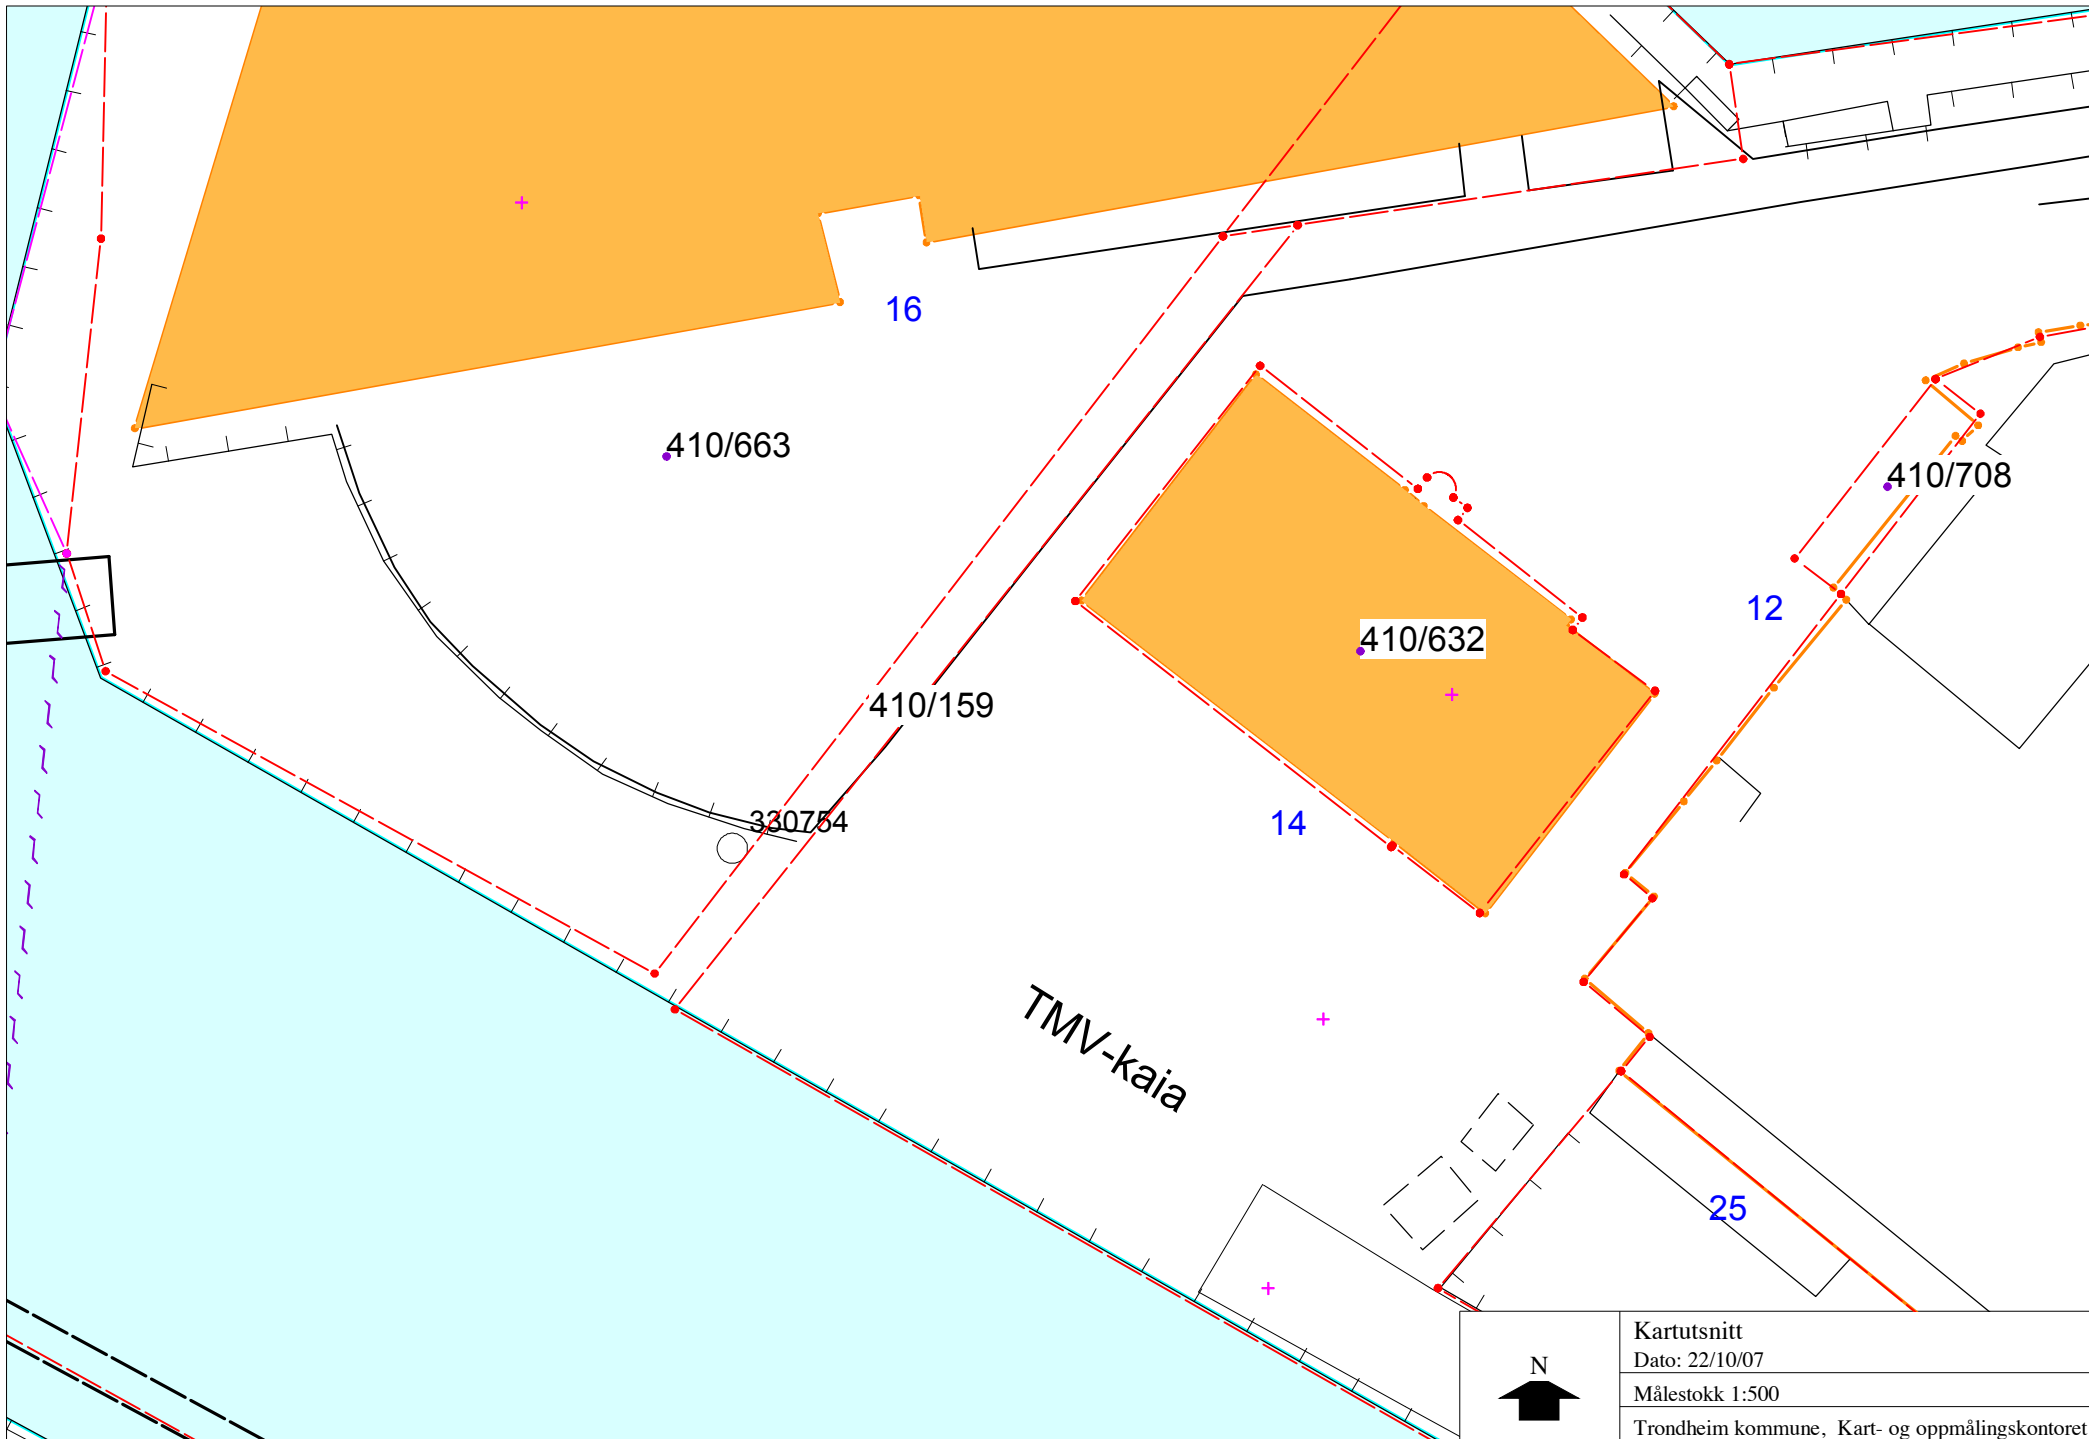 16
410/663
410/708
12
410/632
410/159
330754
14
TMV-kaia
25
N
Kartutsnitt
Dato: 22/10/07
Målestokk 1:500
Trondheim kommune, Kart- og oppmålingskontoret